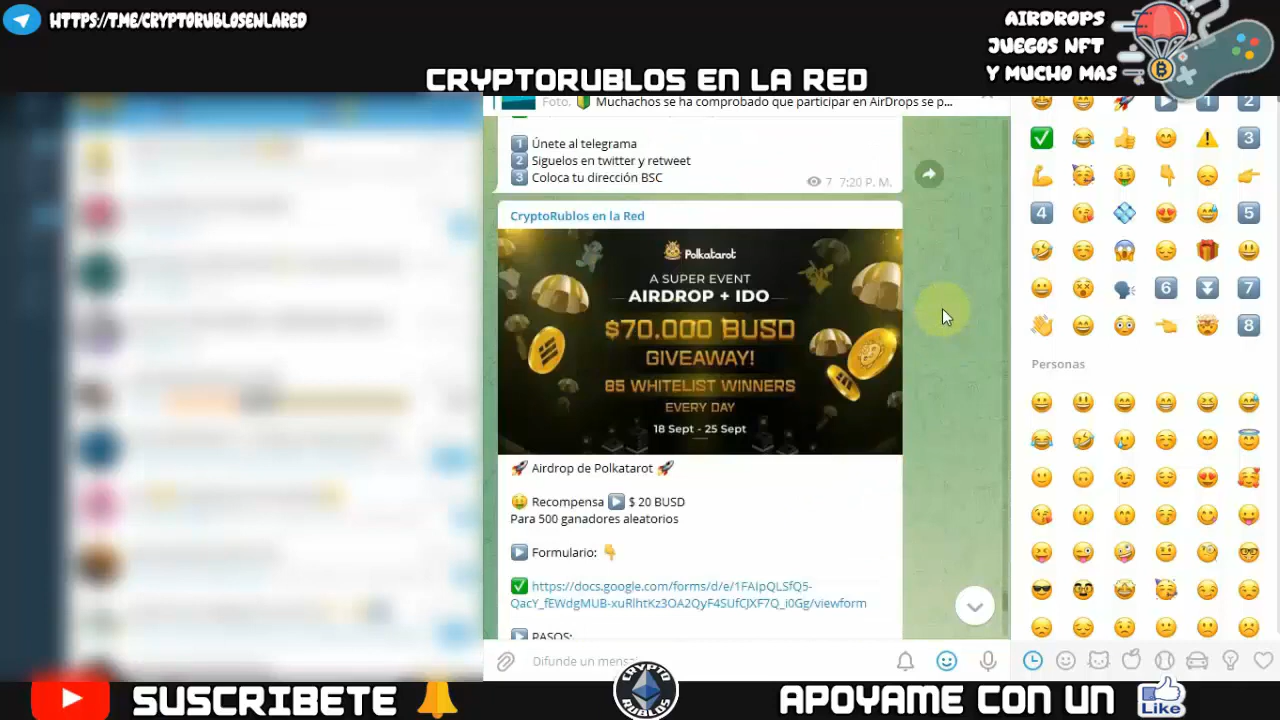 HTTPS://T.ME/CRYPTORUBLOSENLARED
AIRDROPS
JUEGOS NFT
Y MUCHO MAS
CRYPTORUBLOS EN LA RED
Foto, 🔰 Muchachos se ha comprobado que participar en AirDrops se p...
1️⃣ Únete al telegrama
2️⃣ Siguelos en twitter y retweet
3️⃣ Coloca tu dirección BSC
7 7:20 P. M.
CryptoRublos en la Red
Polkatarot
A SUPER EVENT
AIRDROP + IDO
$70.000 BUSD
GIVEAWAY!
85 WHITELIST WINNERS
EVERY DAY
18 Sept - 25 Sept
🚀 Airdrop de Polkatarot 🚀
🤑 Recompensa ▶️ $ 20 BUSD
Para 500 ganadores aleatorios
▶️ Formulario: 👇
✅ https://docs.google.com/forms/d/e/1FAIpQLSfQ5-
QacY_fEWdgMUB-xuRlhtKz3OA2QyF4SUfCJXF7Q_i0Gg/viewform
▶️ PASOS:
Difunde un mensa
Personas
SUSCRIBETE
CRYPTO
RUBLOS
APOYAME CON UN
Like